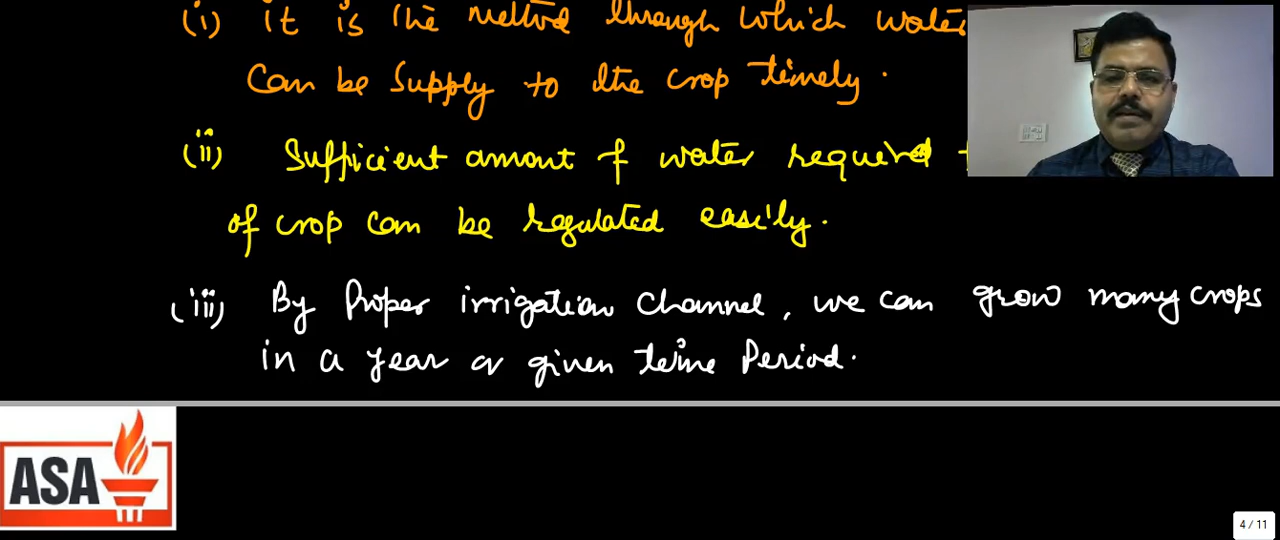 (i) it is the method through which water
can be supply to the crop timely.
(ii) Sufficient amont of water required
of crop can be regulated easily.
(iii) By Proper irrigation channel, we can grow many crops
in a year or given time Period.
ASA
4 / 11